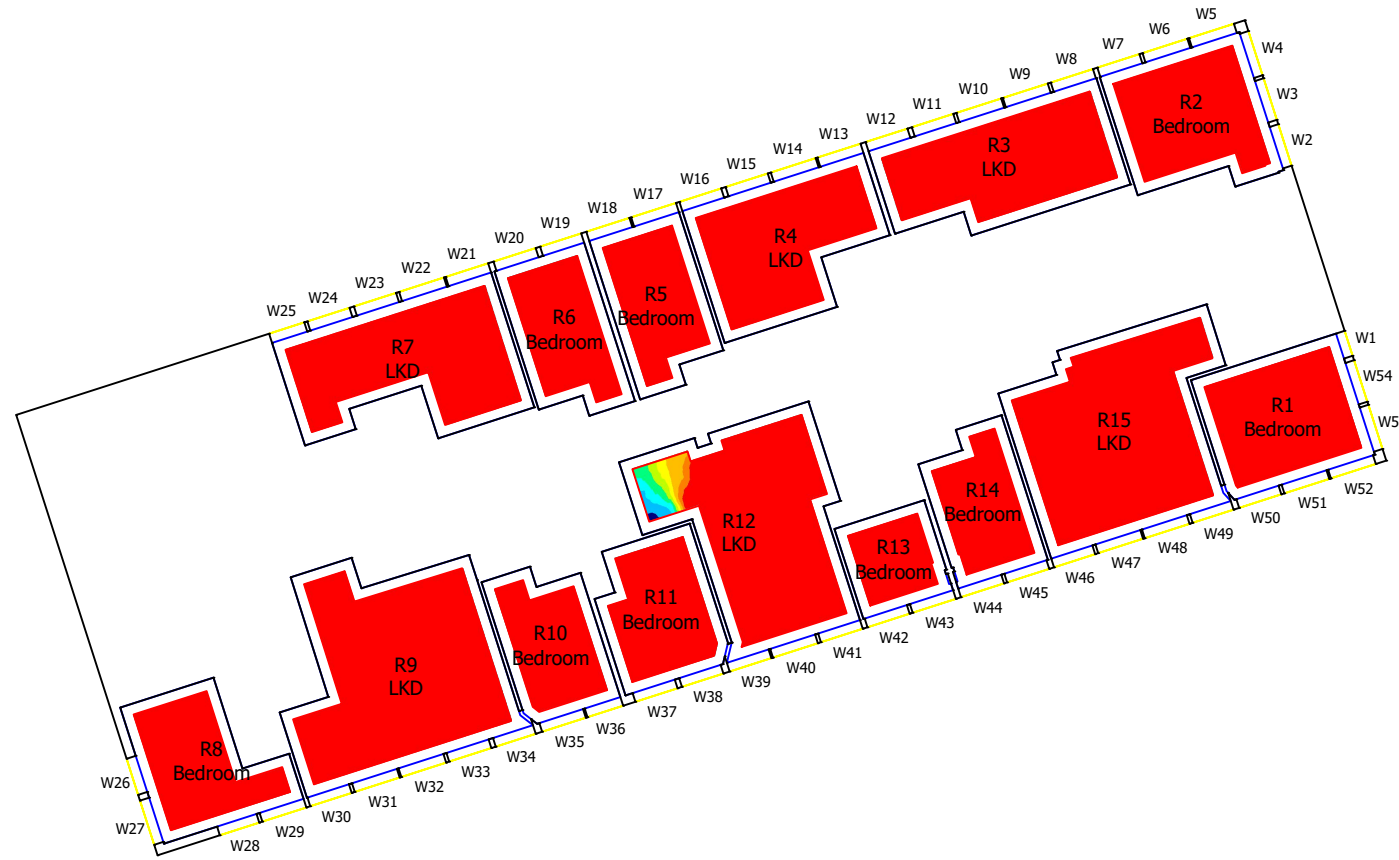 W5
W6
W7
W8
W9
W10
W11
W12
W13
W14
W15
W16
W17
W18
W19
W20
W21
W22
W23
W24
W25
W4
W3
W2
R2
Bedroom
R3
LKD
R4
LKD
R5
Bedroom
R6
Bedroom
R7
LKD
W1
W54
W5
R1
Bedroom
R15
LKD
R14
Bedroom
R13
Bedroom
R12
LKD
R11
Bedroom
R10
Bedroom
R9
LKD
R8
Bedroom
W52
W51
W50
W49
W48
W47
W46
W45
W44
W43
W42
W41
W40
W39
W38
W37
W36
W35
W34
W33
W32
W31
W30
W29
W28
W26
W27